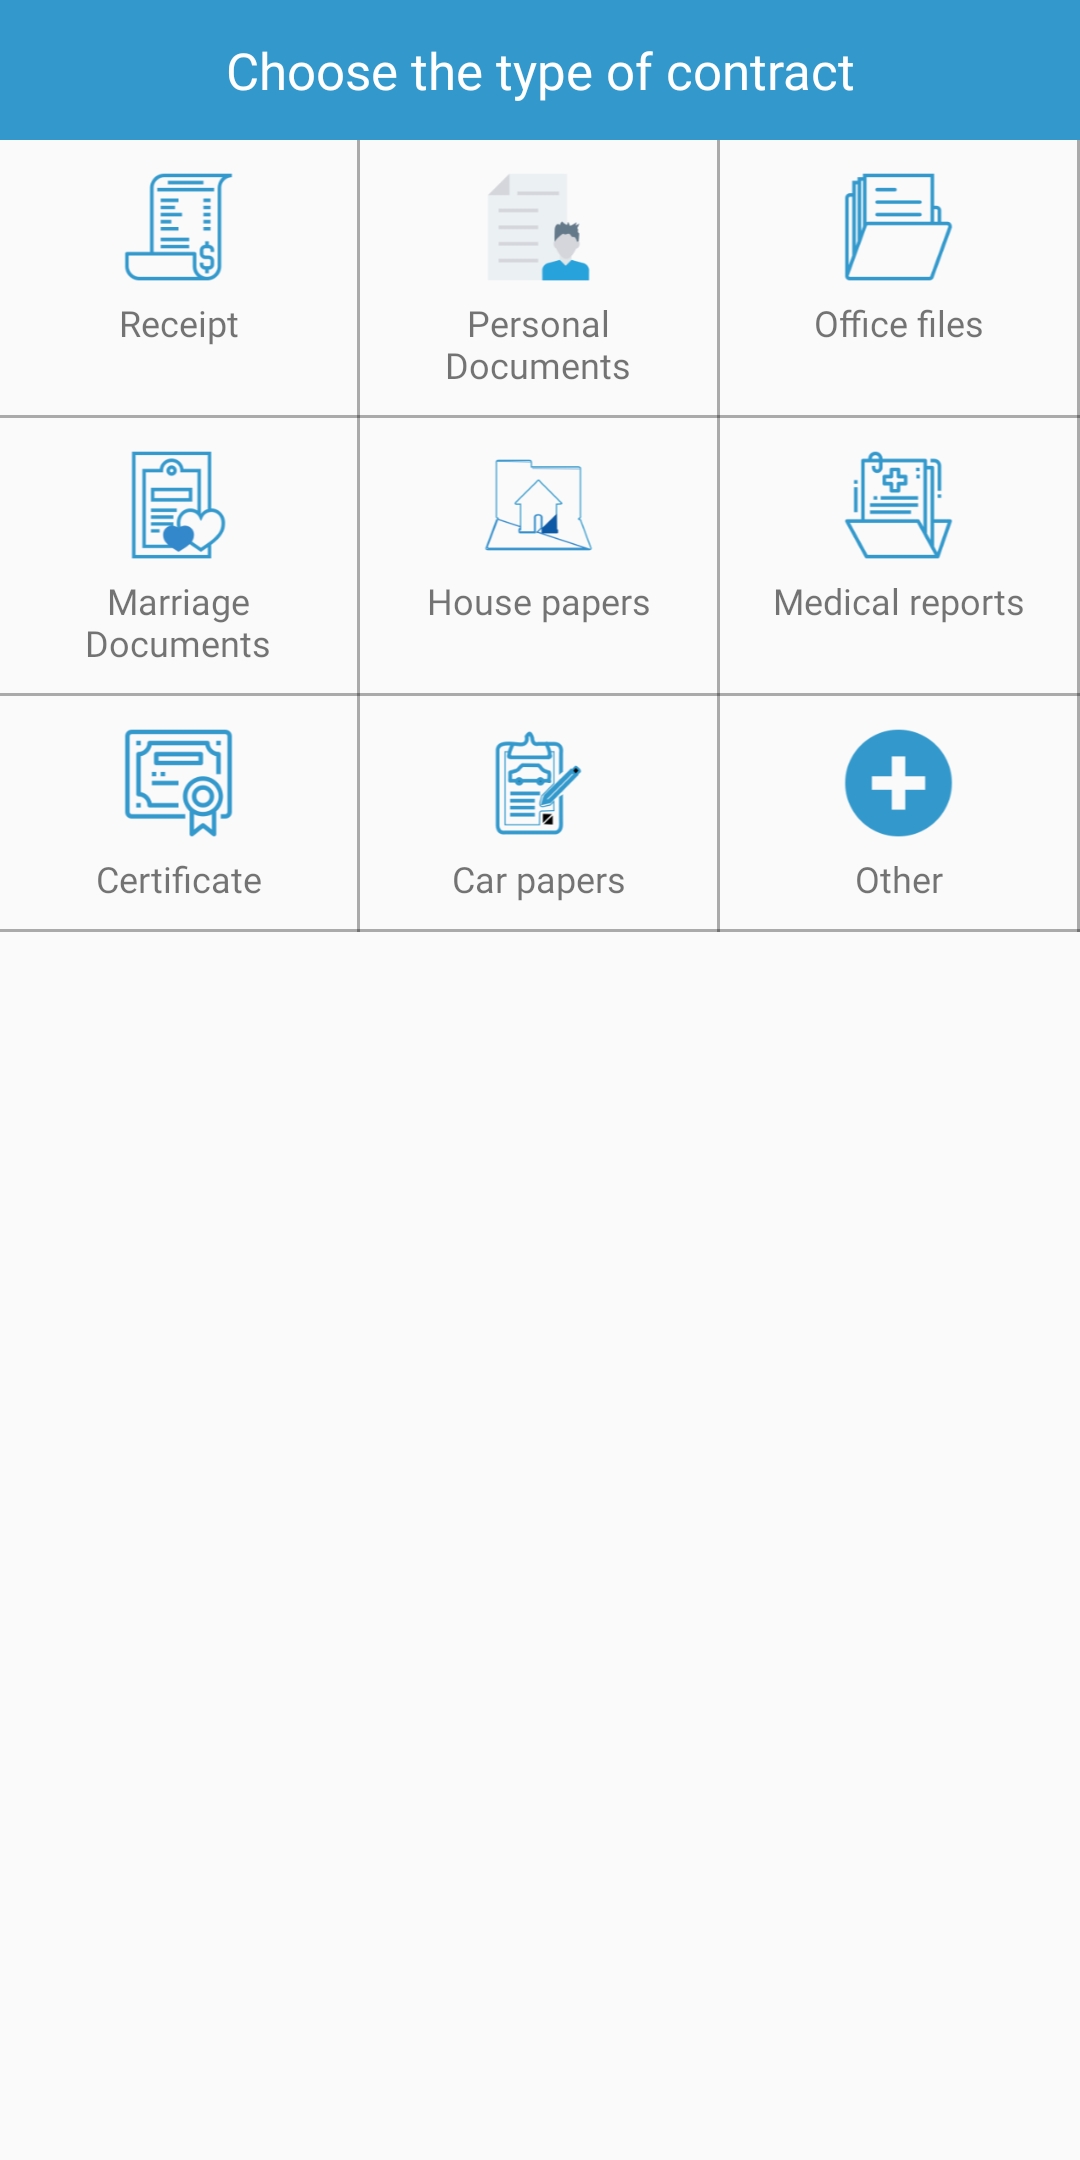 Choose the type of contract
Receipt
Personal
Documents
Office files
Marriage
Documents
House papers
Medical reports
Certificate
Car papers
Other